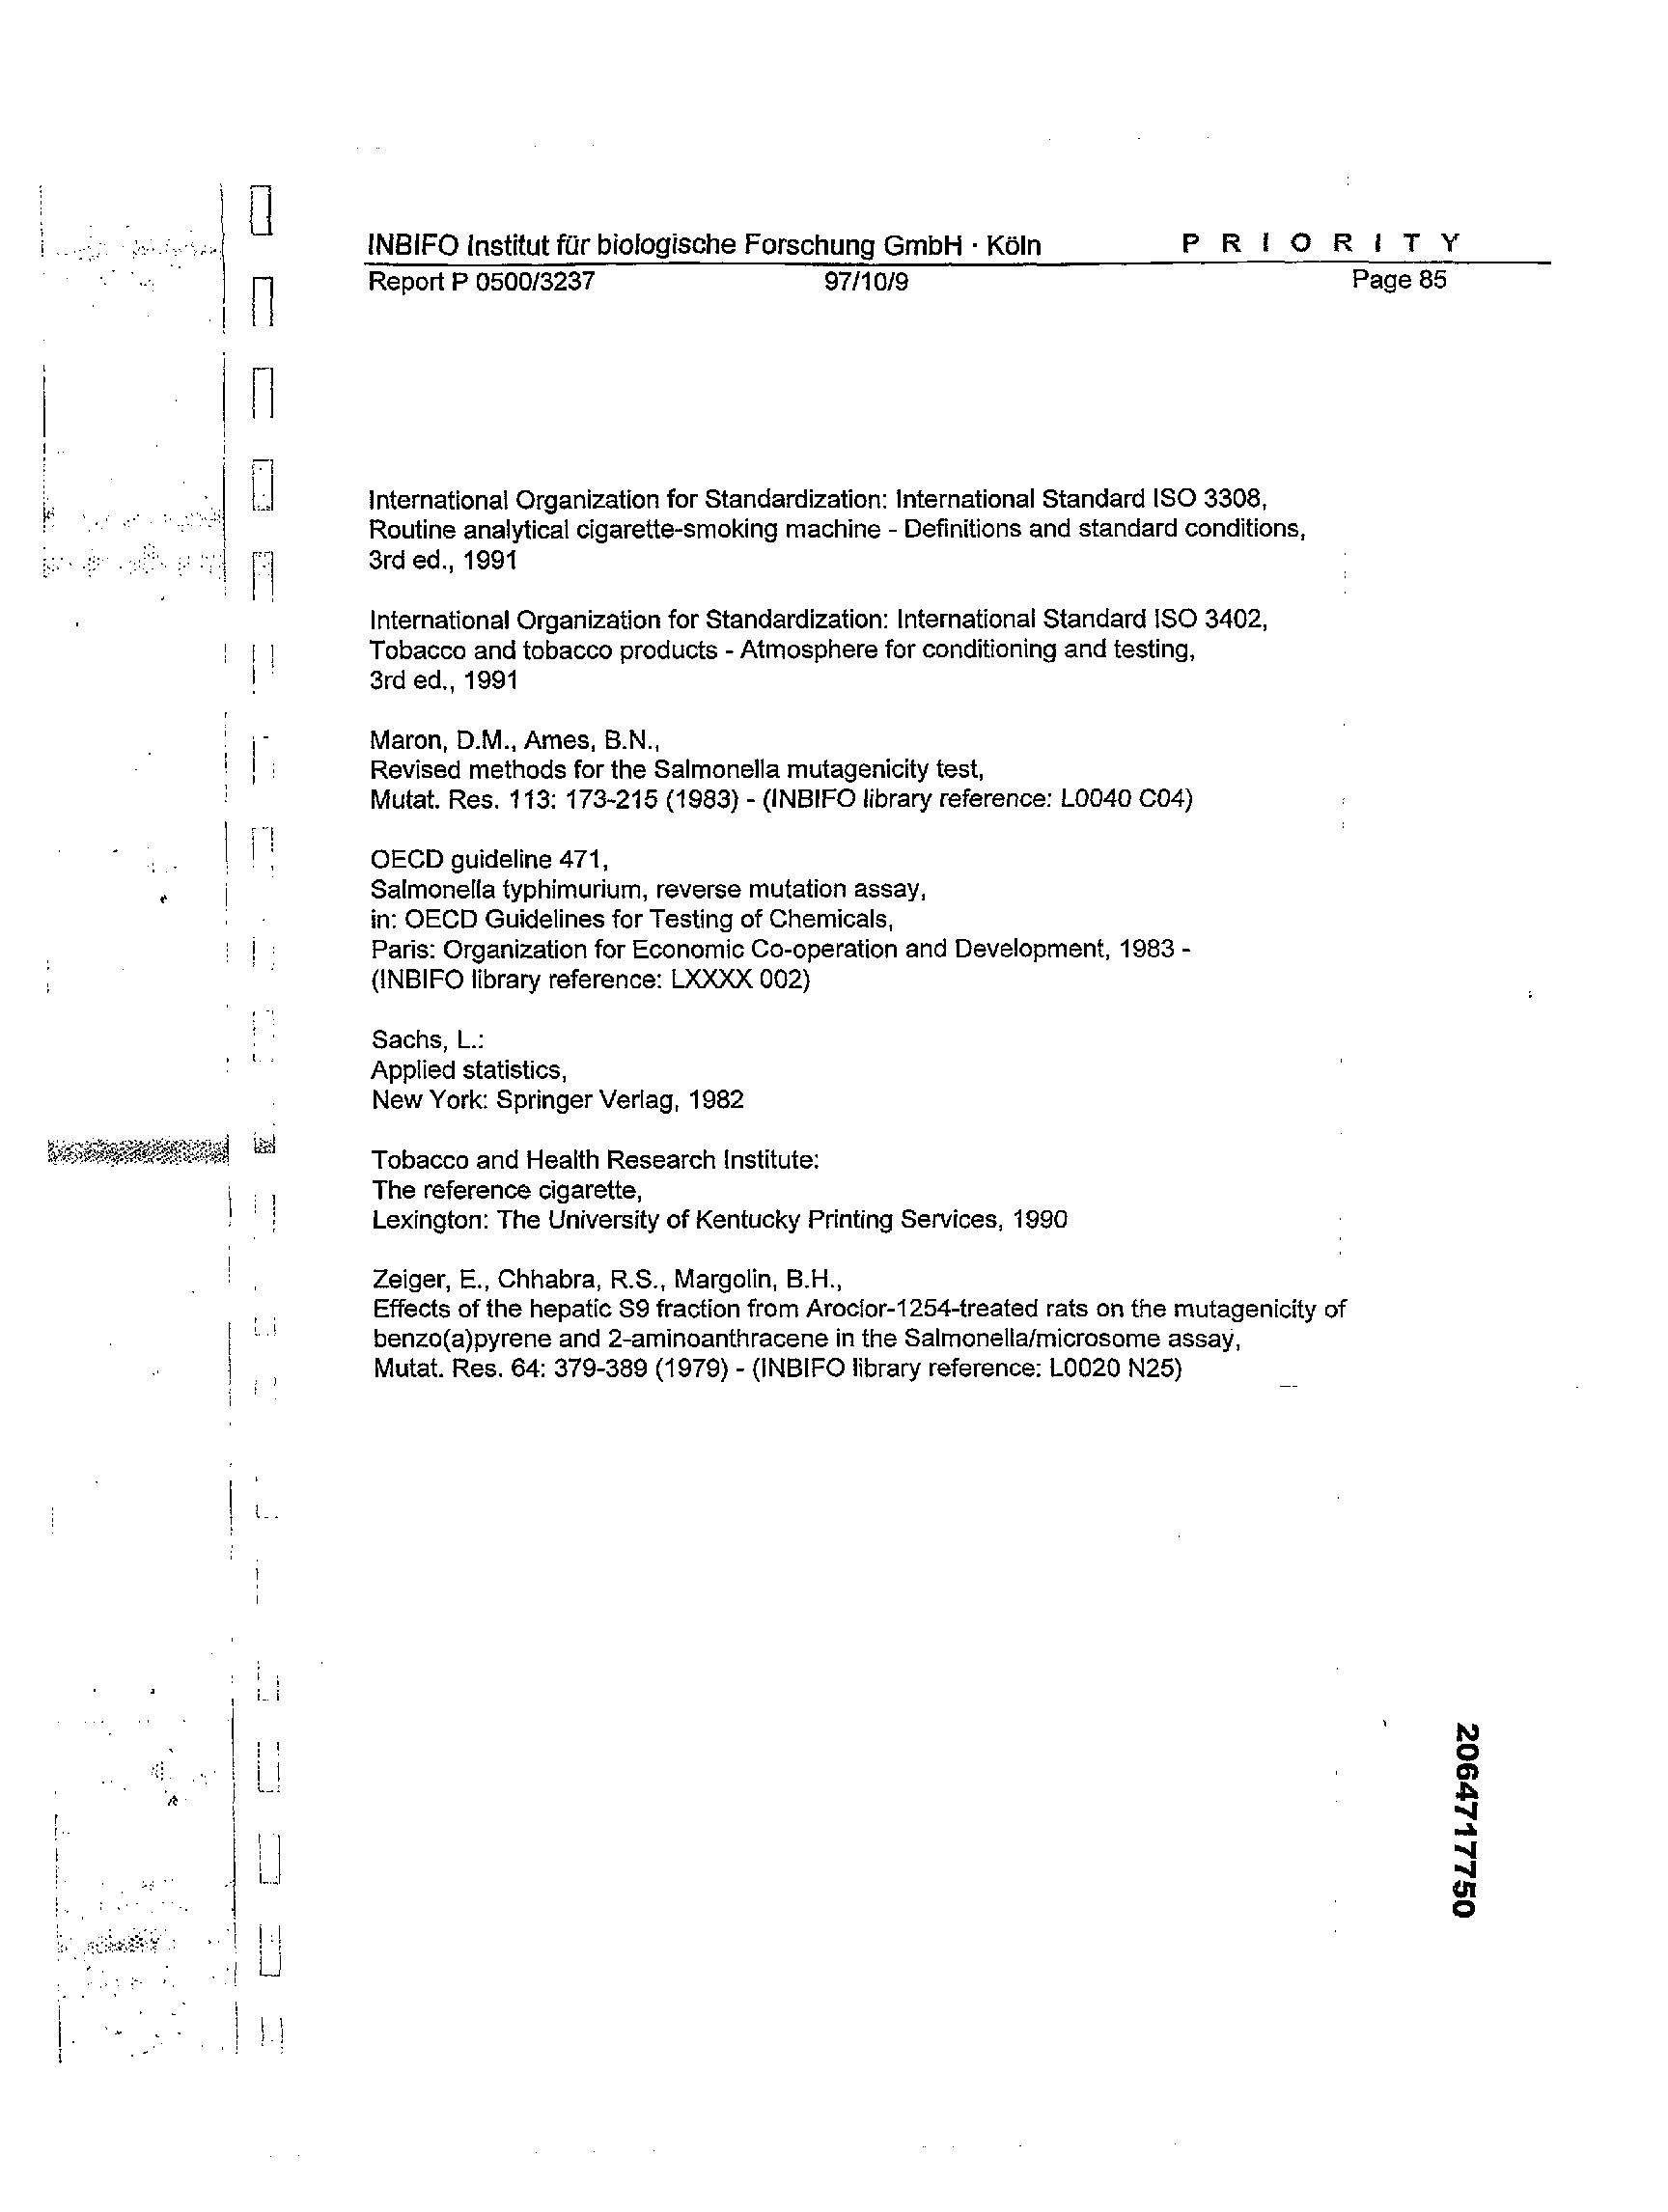 INBIFO Institut für biologische Forschung GmbH · Köln P R I O R I T Y
Report P 0500/3237 97/10/9 Page 85
International Organization for Standardization: International Standard ISO 3308,
Routine analytical cigarette-smoking machine - Definitions and standard conditions,
3rd ed., 1991
International Organization for Standardization: International Standard ISO 3402,
Tobacco and tobacco products - Atmosphere for conditioning and testing,
3rd ed., 1991
Maron, D.M., Ames, B.N.,
Revised methods for the Salmonella mutagenicity test,
Mutat. Res. 113: 173-215 (1983) - (INBIFO library reference: L0040 C04)
OECD guideline 471,
Salmonella typhimurium, reverse mutation assay,
in: OECD Guidelines for Testing of Chemicals,
Paris: Organization for Economic Co-operation and Development, 1983 -
(INBIFO library reference: LXXXX 002)
Sachs, L.:
Applied statistics,
New York: Springer Verlag, 1982
Tobacco and Health Research Institute:
The reference cigarette,
Lexington: The University of Kentucky Printing Services, 1990
Zeiger, E., Chhabra, R.S., Margolin, B.H.,
Effects of the hepatic S9 fraction from Aroclor-1254-treated rats on the mutagenicity of
benzo(a)pyrene and 2-aminoanthracene in the Salmonella/microsome assay,
Mutat. Res. 64: 379-389 (1979) - (INBIFO library reference: L0020 N25)
2064717750